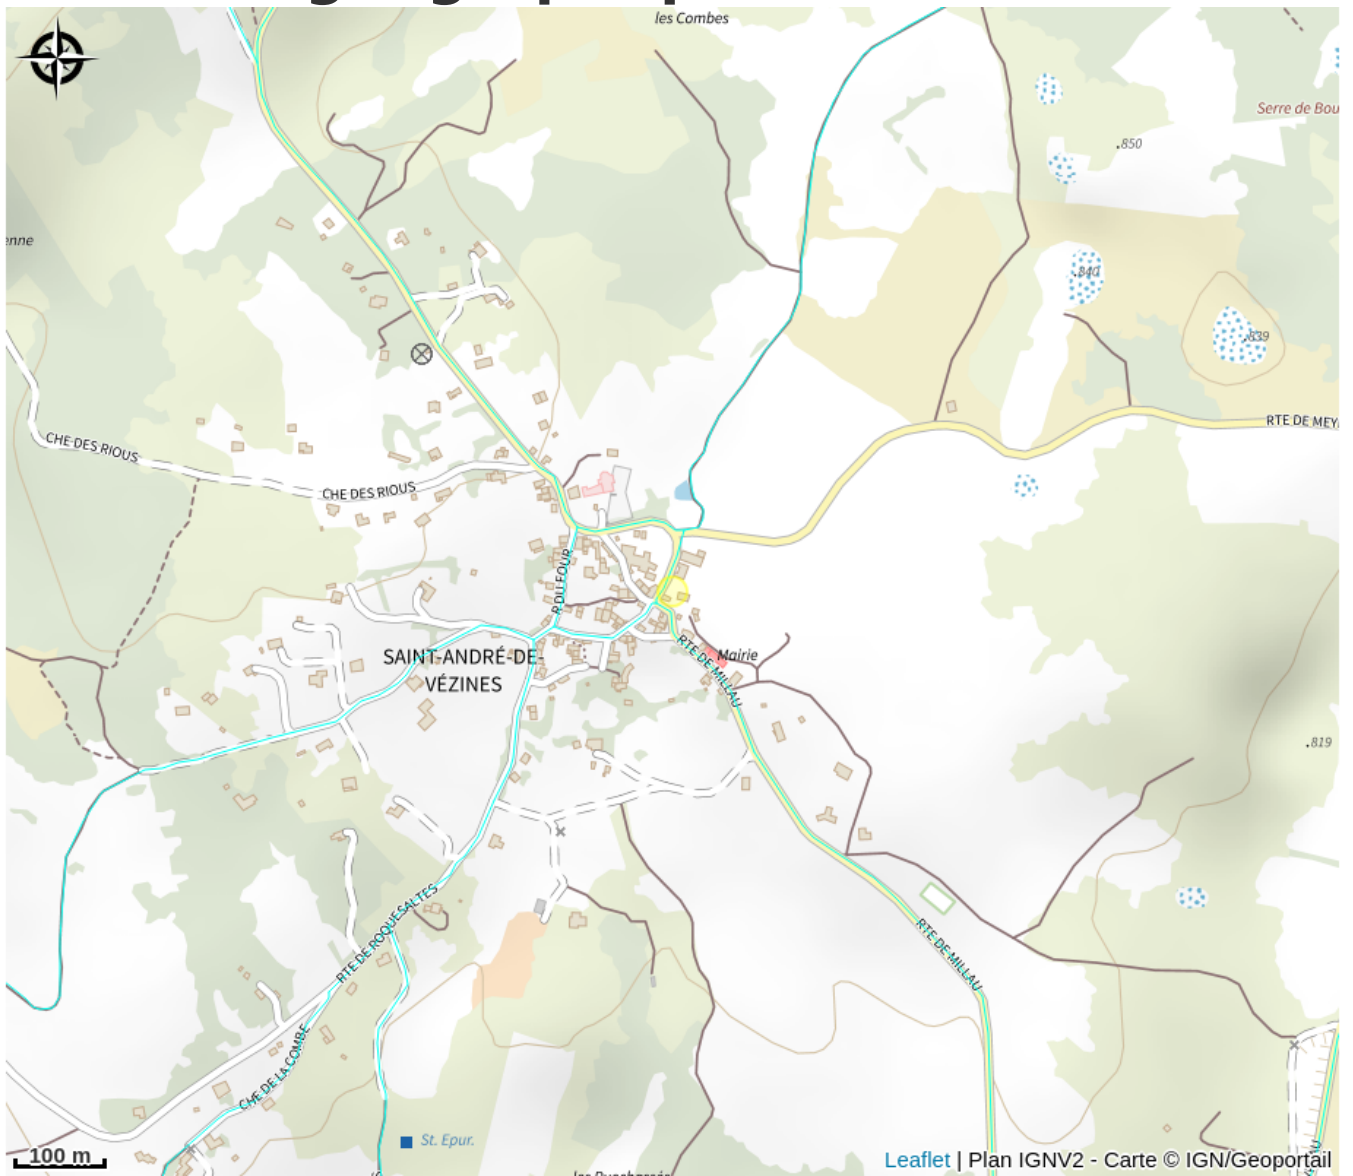 les Combes
Serre de Bou
.850
enne
.840
.839
RTE DE MEY
CHE DES RIOUS
CHE DES RIOUS
R DU FOUR
SAINT-ANDRÉ-DE-
VÉZINES
RTE DE MILLAU
Mairie
.819
RTE DE ROQUESALTES
RTE DE MILLAU
CHE DE LA COMBE
St. Epur.
100 m
Leaflet | Plan IGNV2 - Carte © IGN/Geoportail